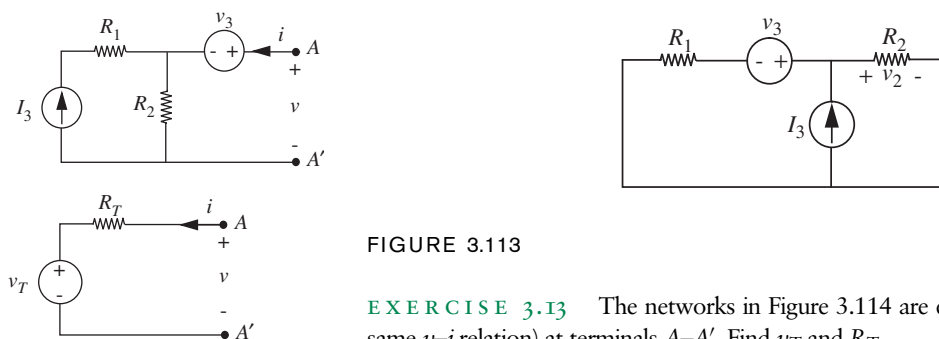 R1
v3
i
A
+
- +
I3
R2
v
-
A′
RT
i
A
+
vT
+
-
v
-
A′
R1
v3
- +
R2
+ v2 -
I3
FIGURE 3.113
EXERCISE 3.13 The networks in Figure 3.114 are
same v–i relation) at terminals A–A′. Find vT and RT